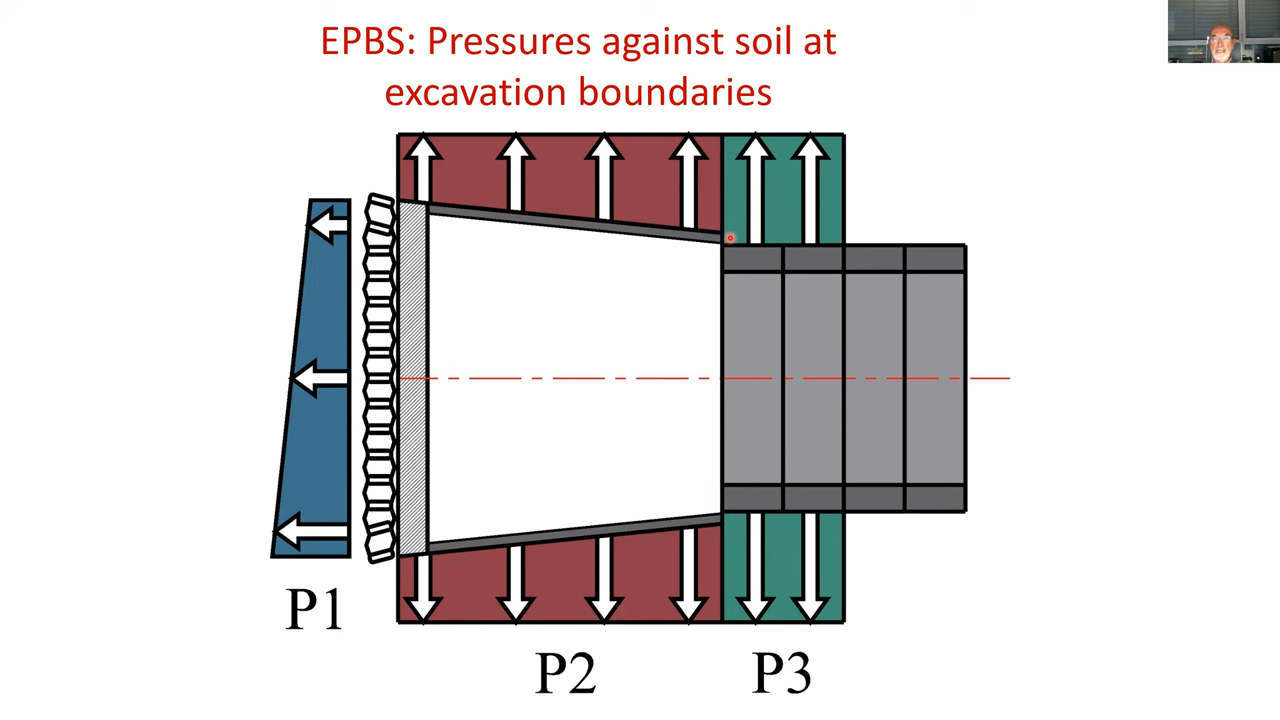 EPBS: Pressures against soil at
excavation boundaries
P1
P2
P3